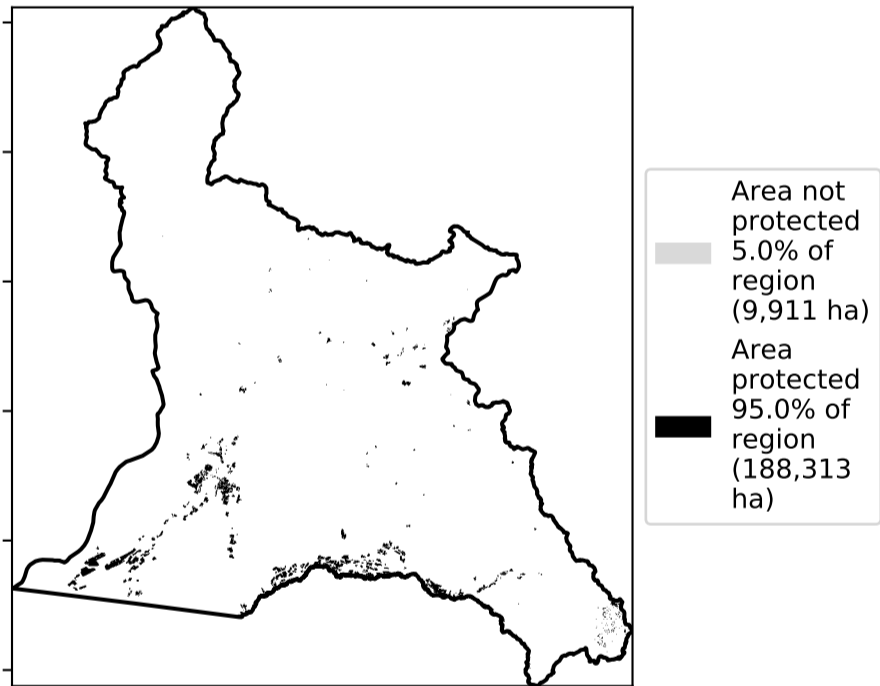 Area not
protected
5.0% of
region
(9,911 ha)
Area
protected
95.0% of
region
(188,313
ha)